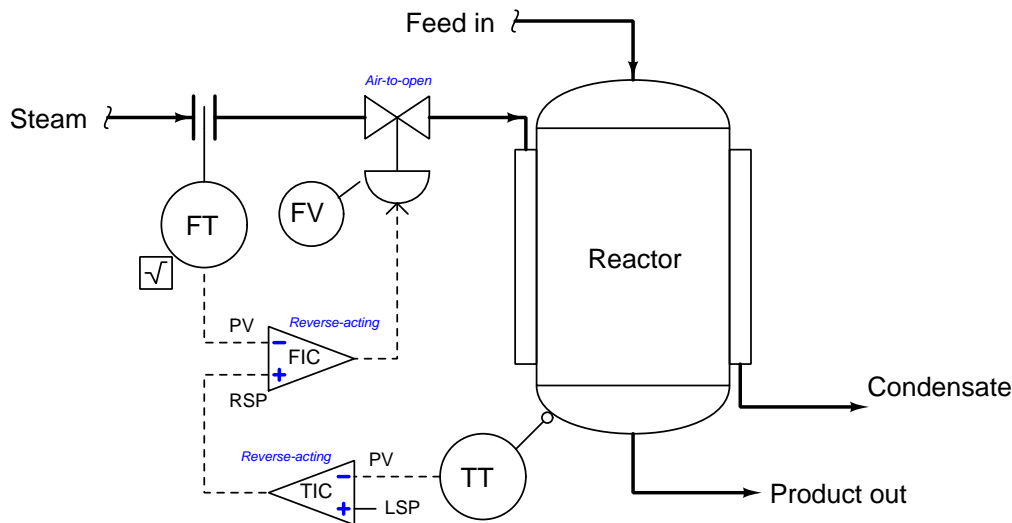 Feed in
Air-to-open
Steam
FT
FV
Reactor
√
PV
Reverse-acting
−
FIC
+
RSP
Condensate
Reverse-acting
PV
−
TIC
TT
+
LSP
Product out